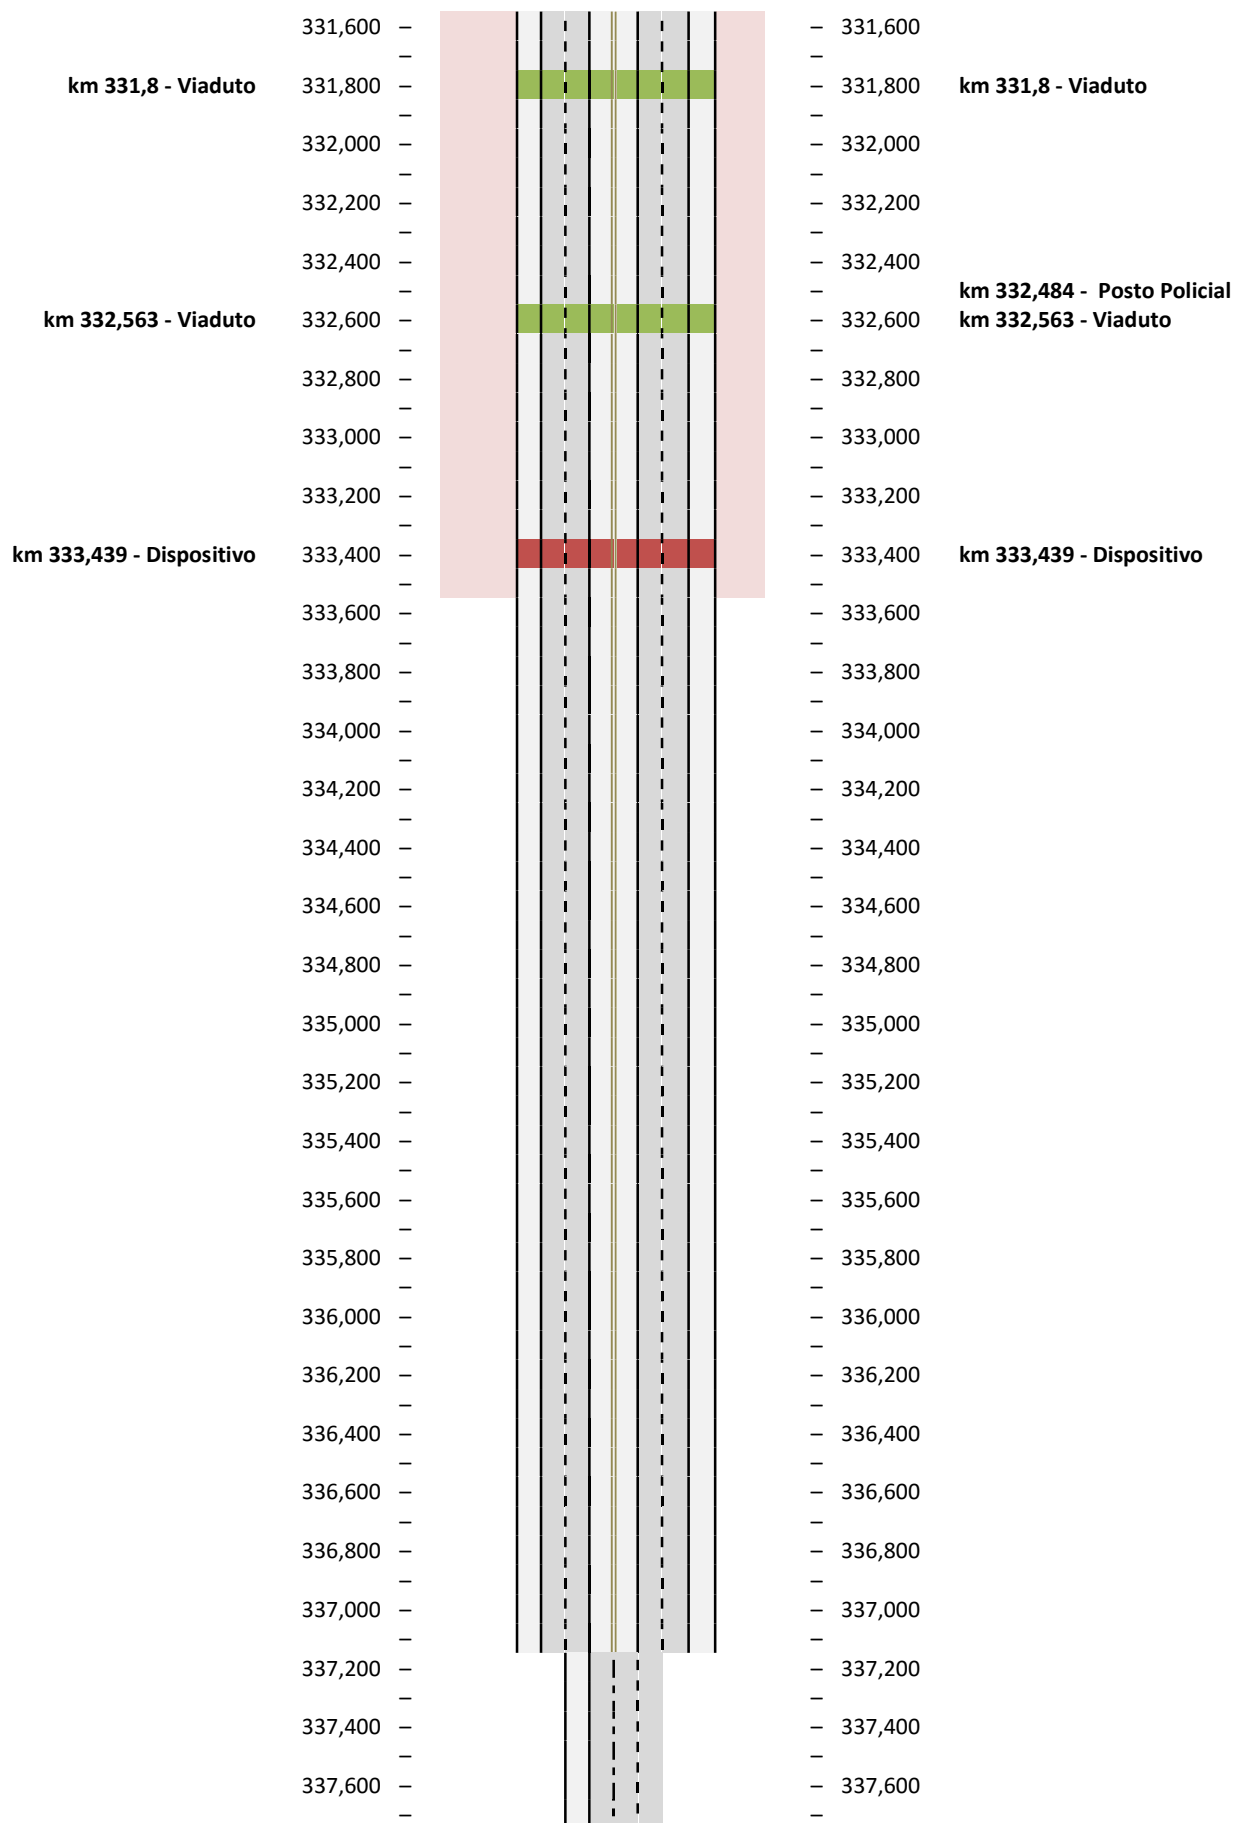 331,600 – – 331,600
– –
km 331,8 - Viaduto 331,800 – – 331,800 km 331,8 - Viaduto
– –
332,000 – – 332,000
– –
332,200 – – 332,200
– –
332,400 – – 332,400
– – km 332,484 - Posto Policial
km 332,563 - Viaduto 332,600 – – 332,600 km 332,563 - Viaduto
– –
332,800 – – 332,800
– –
333,000 – – 333,000
– –
333,200 – – 333,200
– –
km 333,439 - Dispositivo 333,400 – – 333,400 km 333,439 - Dispositivo
– –
333,600 – – 333,600
– –
333,800 – – 333,800
– –
334,000 – – 334,000
– –
334,200 – – 334,200
– –
334,400 – – 334,400
– –
334,600 – – 334,600
– –
334,800 – – 334,800
– –
335,000 – – 335,000
– –
335,200 – – 335,200
– –
335,400 – – 335,400
– –
335,600 – – 335,600
– –
335,800 – – 335,800
– –
336,000 – – 336,000
– –
336,200 – – 336,200
– –
336,400 – – 336,400
– –
336,600 – – 336,600
– –
336,800 – – 336,800
– –
337,000 – – 337,000
– –
337,200 – – 337,200
– –
337,400 – – 337,400
– –
337,600 – – 337,600
– –